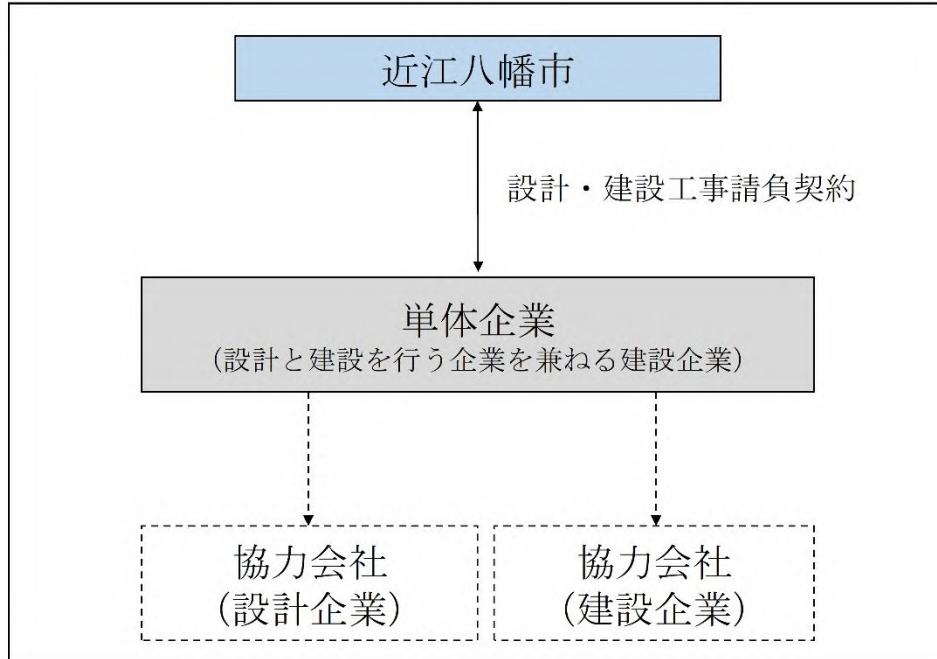 近江八幡市
設計・建設工事請負契約
単体企業
(設計と建設を行う企業を兼ねる建設企業)
協力会社
(設計企業)
協力会社
(建設企業)